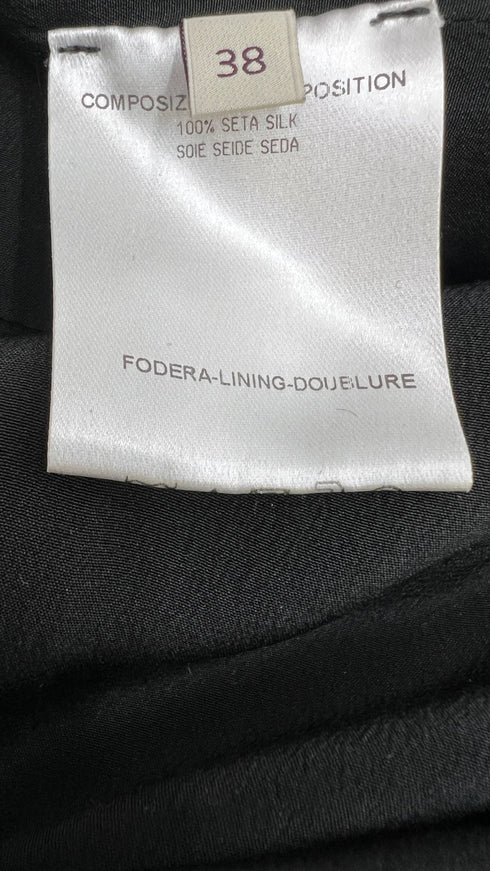 38
COMPOSIZ POSITION
100% SETA SILK
SOIE SEIDE SEDA
FODERA-LINING-DOUBLURE